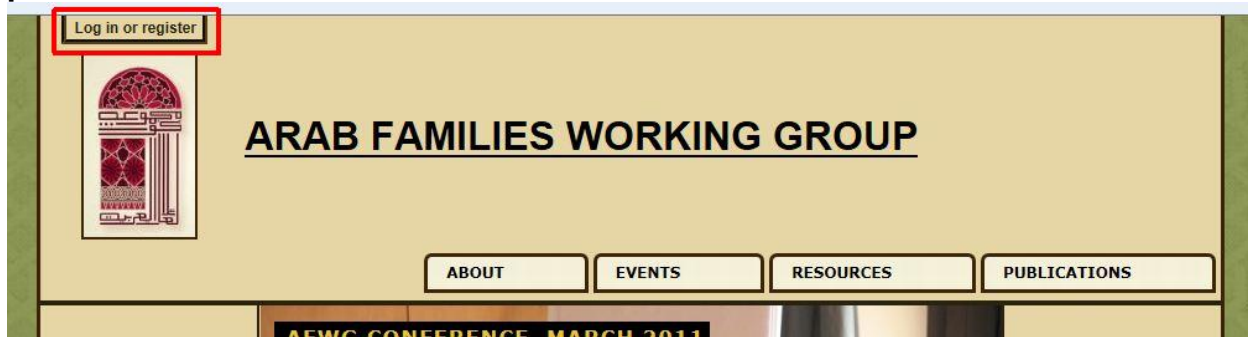 Log in or register
ARAB FAMILIES WORKING GROUP
ABOUT EVENTS RESOURCES PUBLICATIONS
AFWG CONFERENCE, MARCH 2011